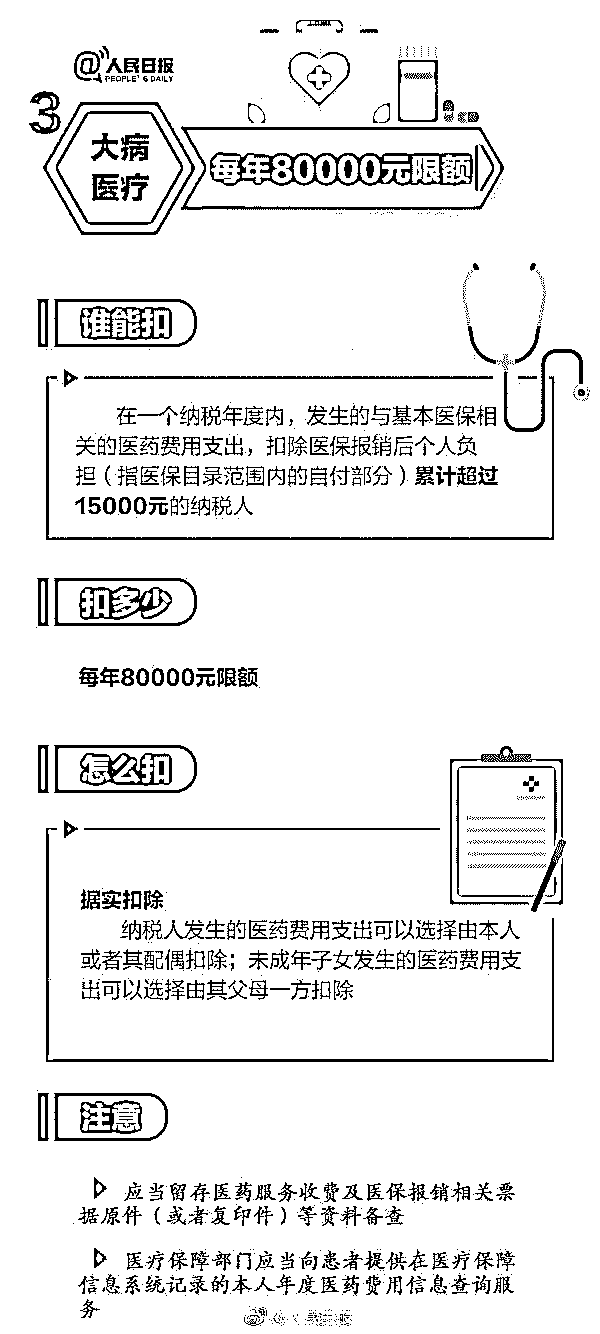 @人民日报
PEOPLE'S DAILY
3
大病
医疗
每年80000元限额
谁能扣
在一个纳税年度内，发生的与基本医保相
关的医药费用支出，扣除医保报销后个人负
担（指医保目录范围内的自付部分）累计超过
15000元的纳税人
扣多少
每年80000元限额
怎么扣
据实扣除
纳税人发生的医药费用支出可以选择由本人
或者其配偶扣除；未成年子女发生的医药费用支
出可以选择由其父母一方扣除
注意
应当留存医药服务收费及医保报销相关票
据原件（或者复印件）等资料备查
医疗保障部门应当向患者提供在医疗保障
信息系统记录的本人年度医药费用信息查询服
务
@人民日报